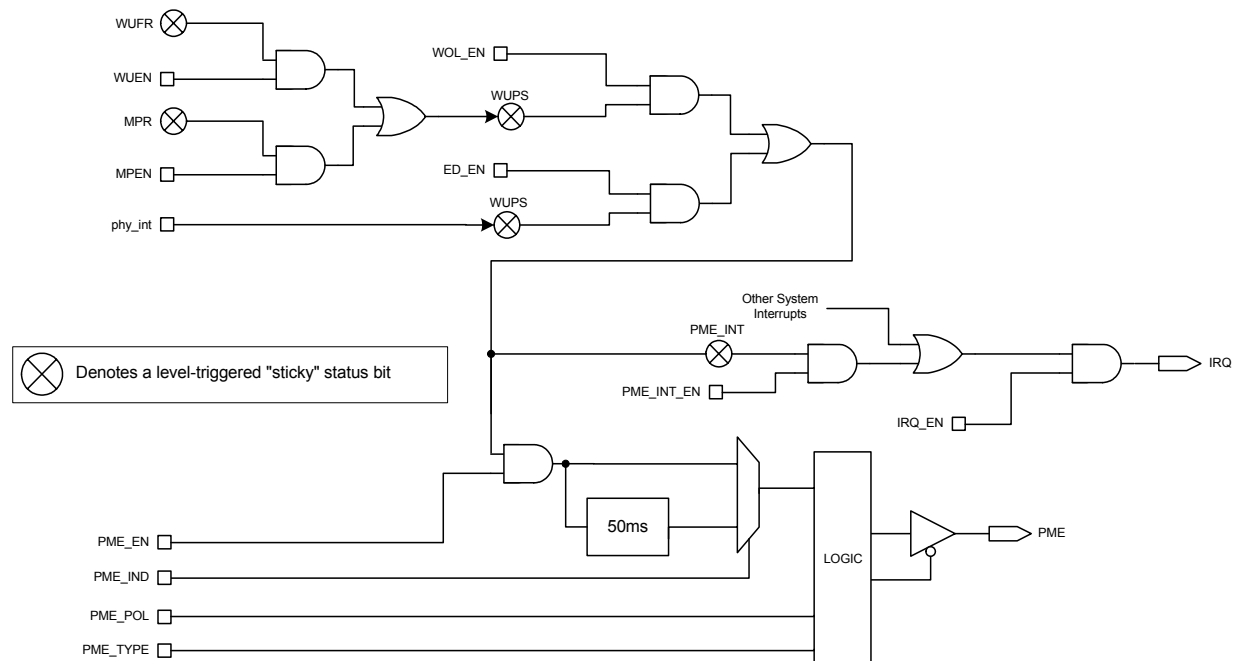 WUFR
WUEN
MPR
MPEN
phy_int
WOL_EN
WUPS
ED_EN
WUPS
Other System
Interrupts
PME_INT
PME_INT_EN
IRQ
IRQ_EN
Denotes a level-triggered "sticky" status bit
50ms
LOGIC
PME
PME_EN
PME_IND
PME_POL
PME_TYPE